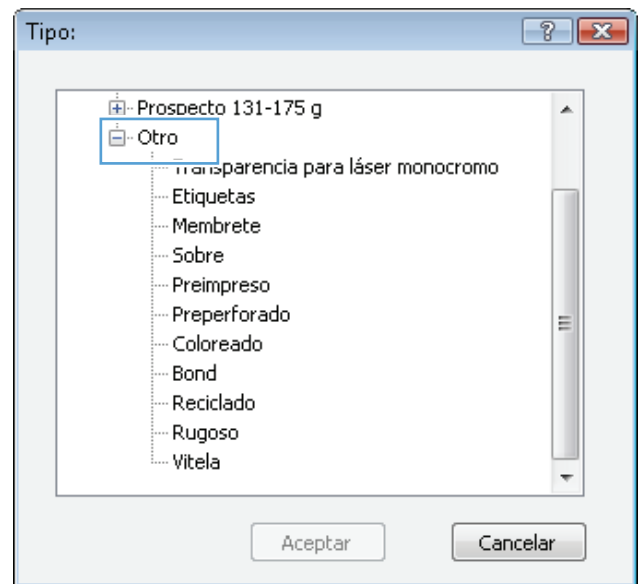 Tipo:
Prospecto 131-175 g
Otro
Transparencia para láser monocromo
Etiquetas
Membrete
Sobre
Preimpreso
Preperforado
Coloreado
Bond
Reciclado
Rugoso
Vitela
Aceptar
Cancelar